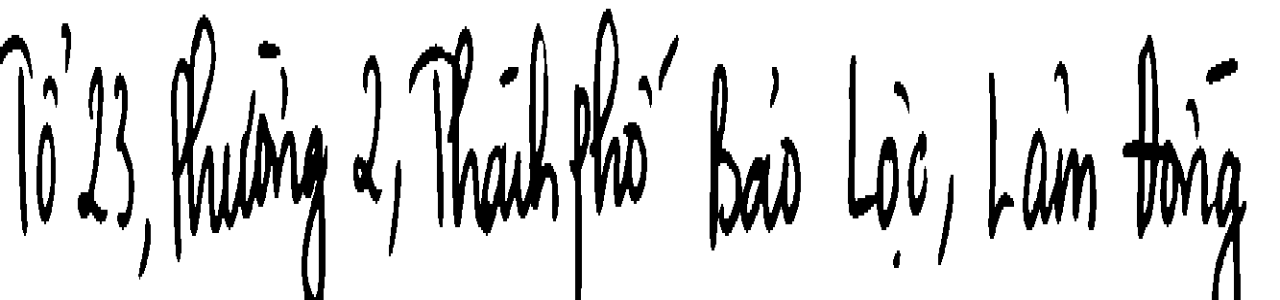 Tổ 23, Phường 2, Thành phố Bảo Lộc, Lâm Đồng